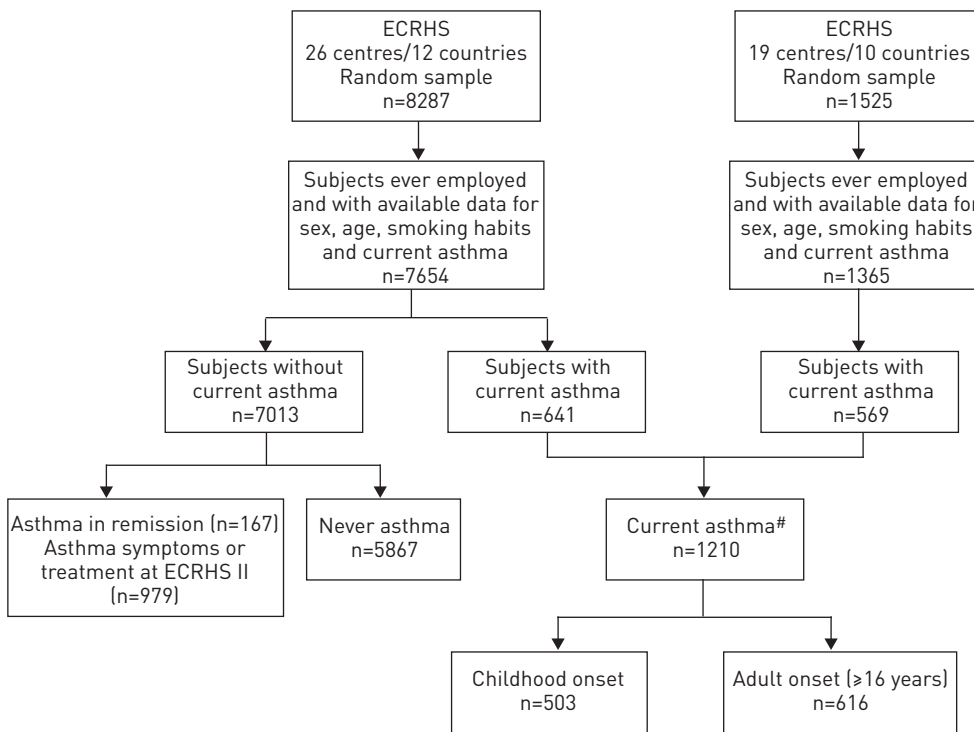 ECRHS
26 centres/12 countries
Random sample
n=8287
ECRHS
19 centres/10 countries
Random sample
n=1525
Subjects ever employed
and with available data for
sex, age, smoking habits
and current asthma
n=7654
Subjects ever employed
and with available data for
sex, age, smoking habits
and current asthma
n=1365
Subjects without
current asthma
n=7013
Subjects with
current asthma
n=641
Subjects with
current asthma
n=569
Asthma in remission (n=167)
Asthma symptoms or
treatment at ECRHS II
(n=979)
Never asthma
n=5867
Current asthma#
n=1210
Childhood onset
n=503
Adult onset (⩾16 years)
n=616